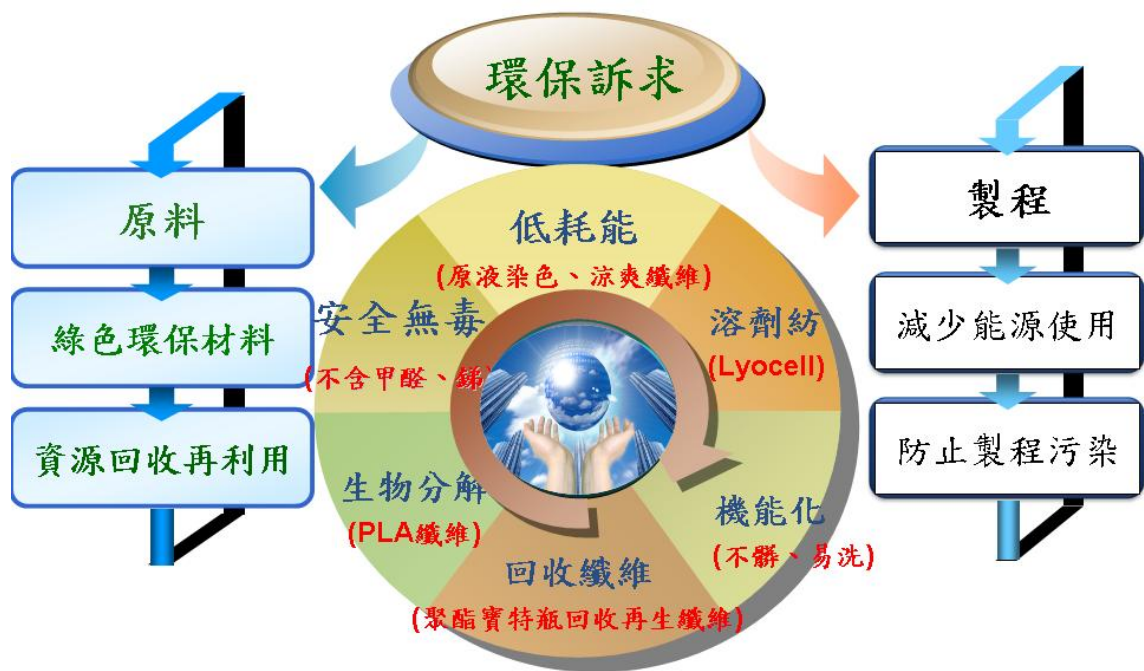 環保訴求
原料
綠色環保材料
資源回收再利用
低耗能
(原液染色、涼爽纖維)
溶劑紡
(Lyocell)
機能化
(不髒、易洗)
回收纖維
(聚酯寶特瓶回收再生纖維)
生物分解
(PLA纖維)
安全無毒
(不含甲醛、銻)
製程
減少能源使用
防止製程污染